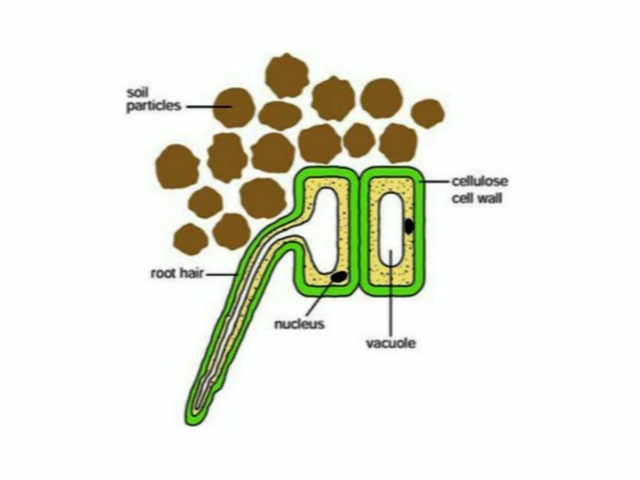 soil
particles
cellulose
cell wall
root hair
nucleus
vacuole